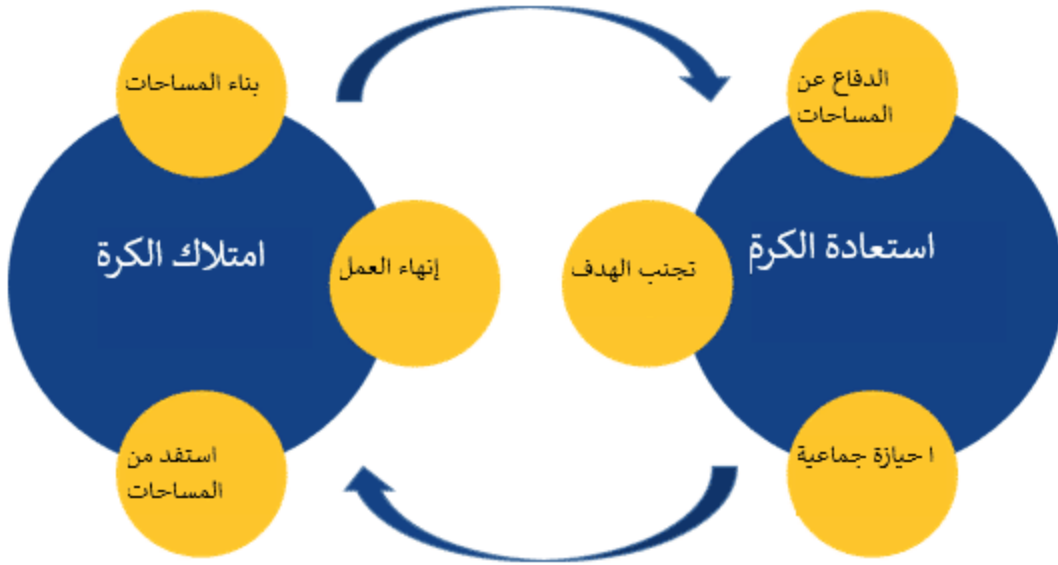 بناء المساحات
امتلاك الكرة
إنهاء العمل
استفد من
المساحات
الدفاع عن
المساحات
استعادة الكرة
تجنب الهدف
ا حيازة جماعية